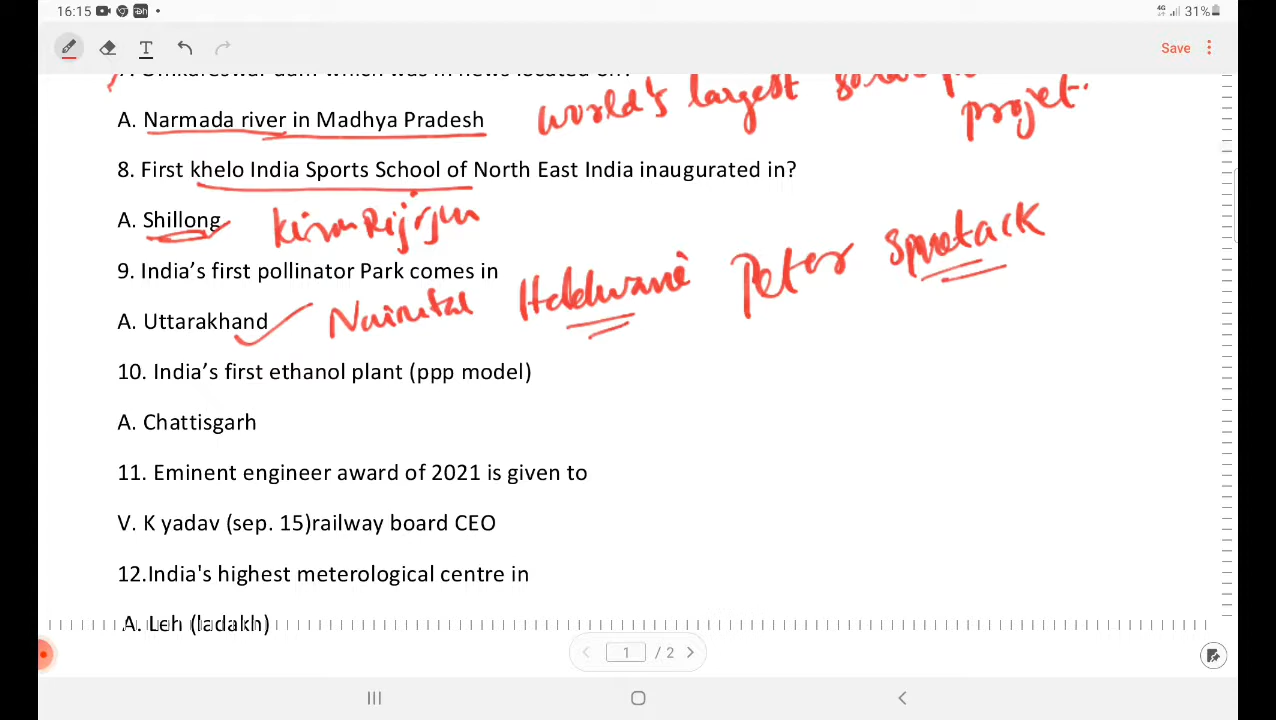 16:15 31%
Save
A. Narmada river in Madhya Pradesh world's largest
projet.
8. First khelo India Sports School of North East India inaugurated in?
A. Shillong Kiren Rijiju
9. India’s first pollinator Park comes in
A. Uttarakhand Nainital Haldwani Peter
10. India’s first ethanol plant (ppp model)
A. Chattisgarh
11. Eminent engineer award of 2021 is given to
V. K yadav (sep. 15)railway board CEO
12.India's highest meterological centre in
A. Leh (ladakh)
1 / 2